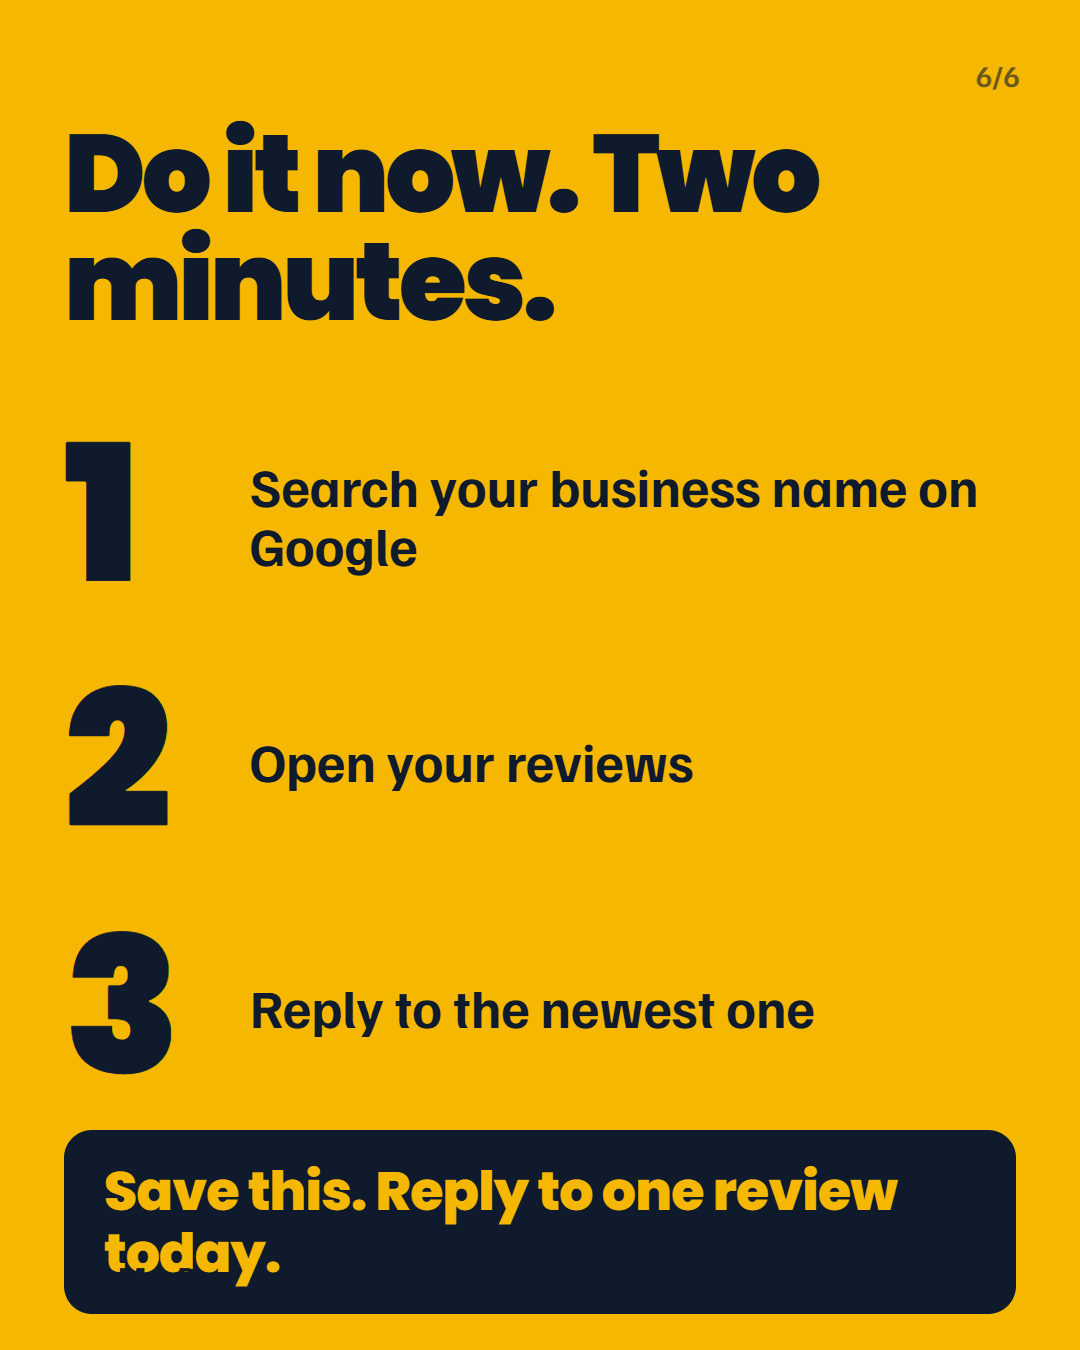 6/6
Do it now. Two
minutes.
1
Search your business name on
Google
2
Open your reviews
3
Reply to the newest one
Save this. Reply to one review
today.